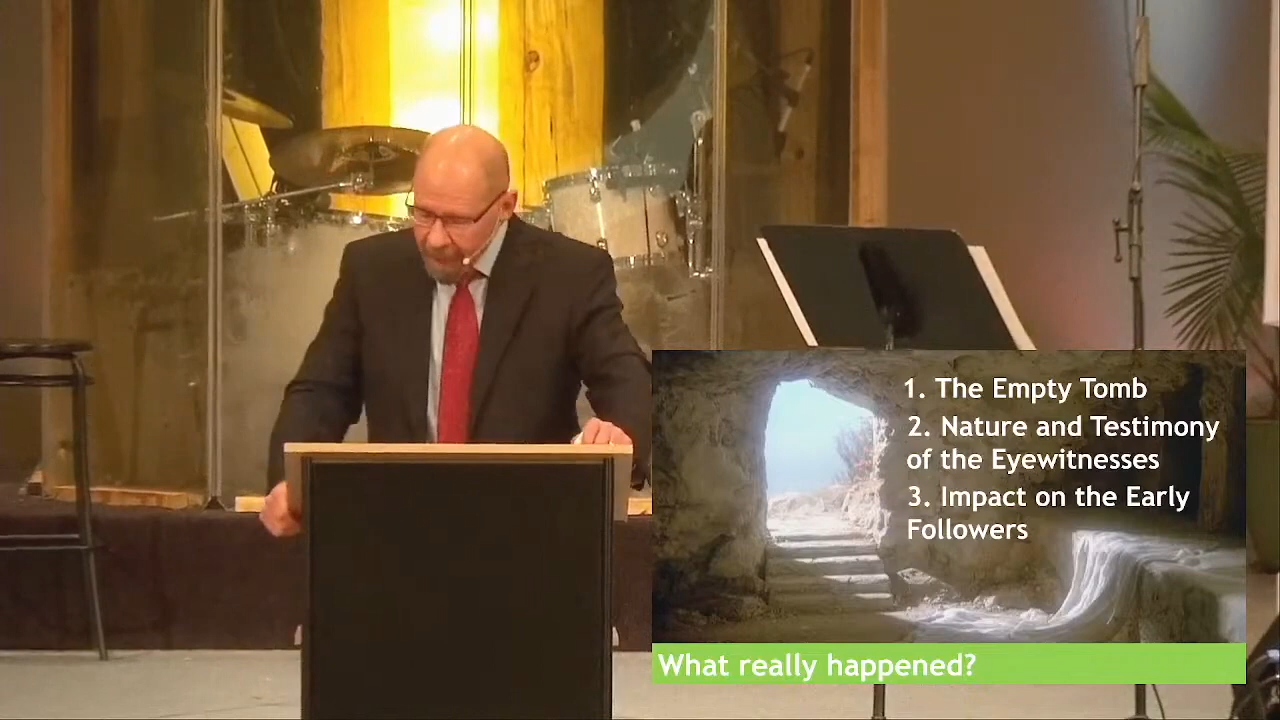 1. The Empty Tomb
2. Nature and Testimony
of the Eyewitnesses
3. Impact on the Early
Followers
What really happened?